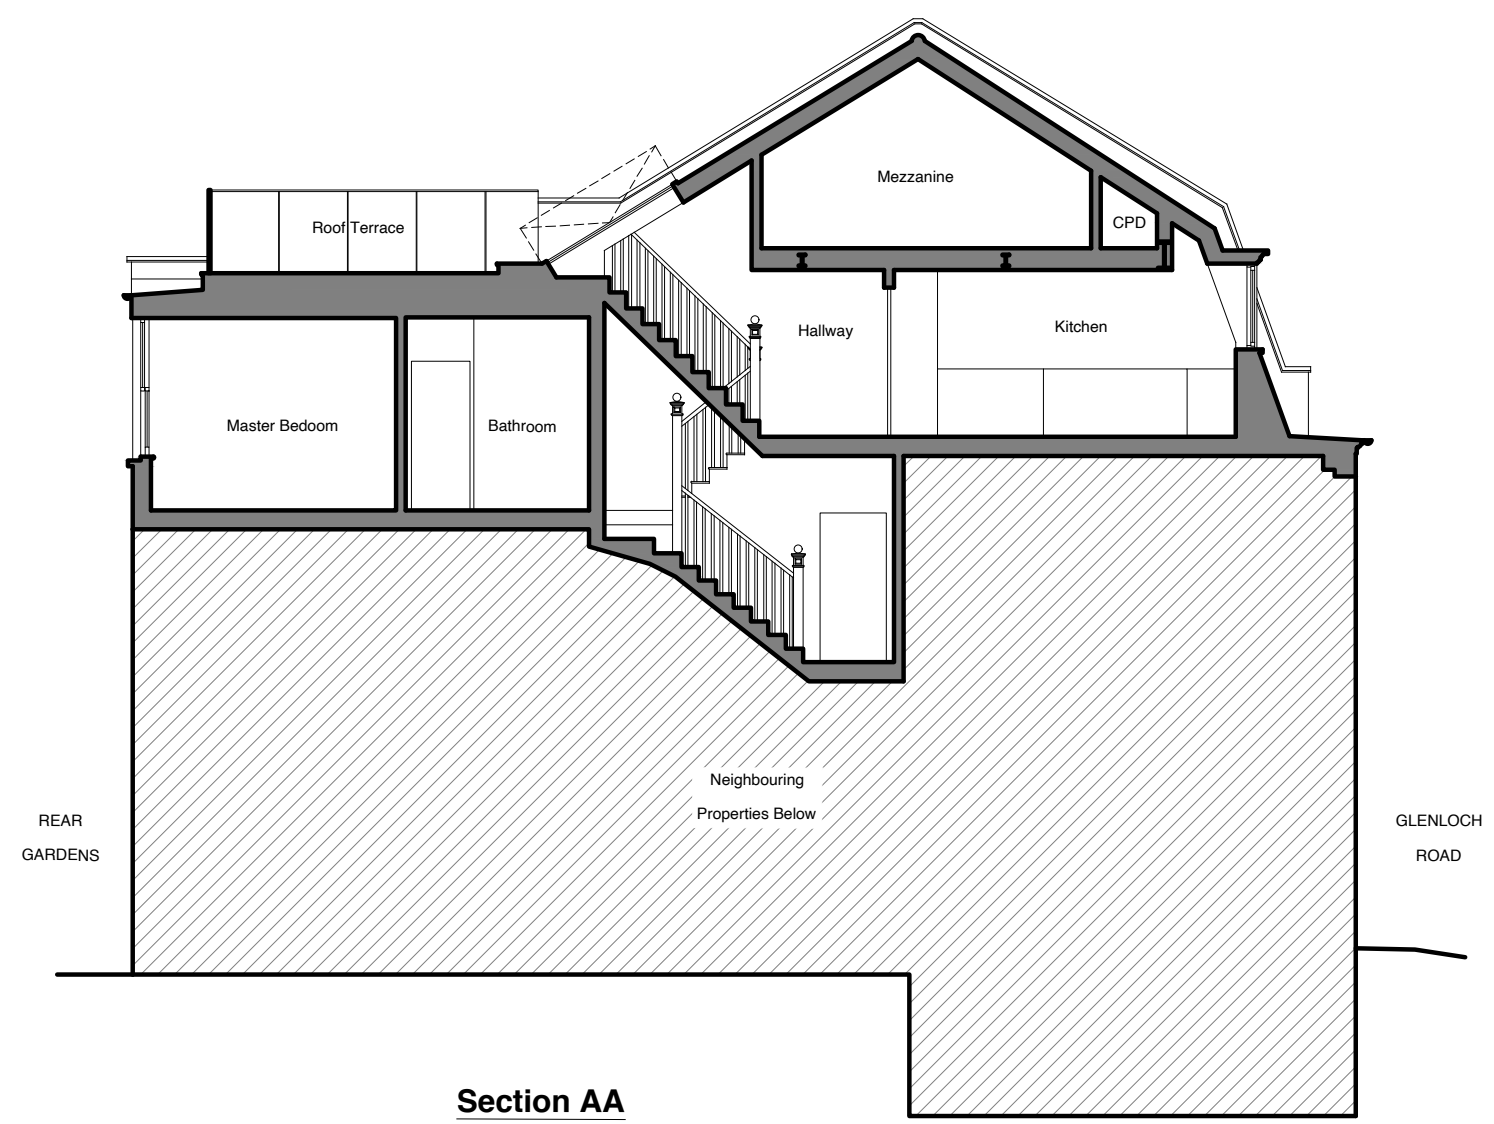 Mezzanine
CPD
Roof Terrace
Hallway
Kitchen
Master Bedoom
Bathroom
Neighbouring
Properties Below
REAR
GARDENS
GLENLOCH
ROAD
Section AA